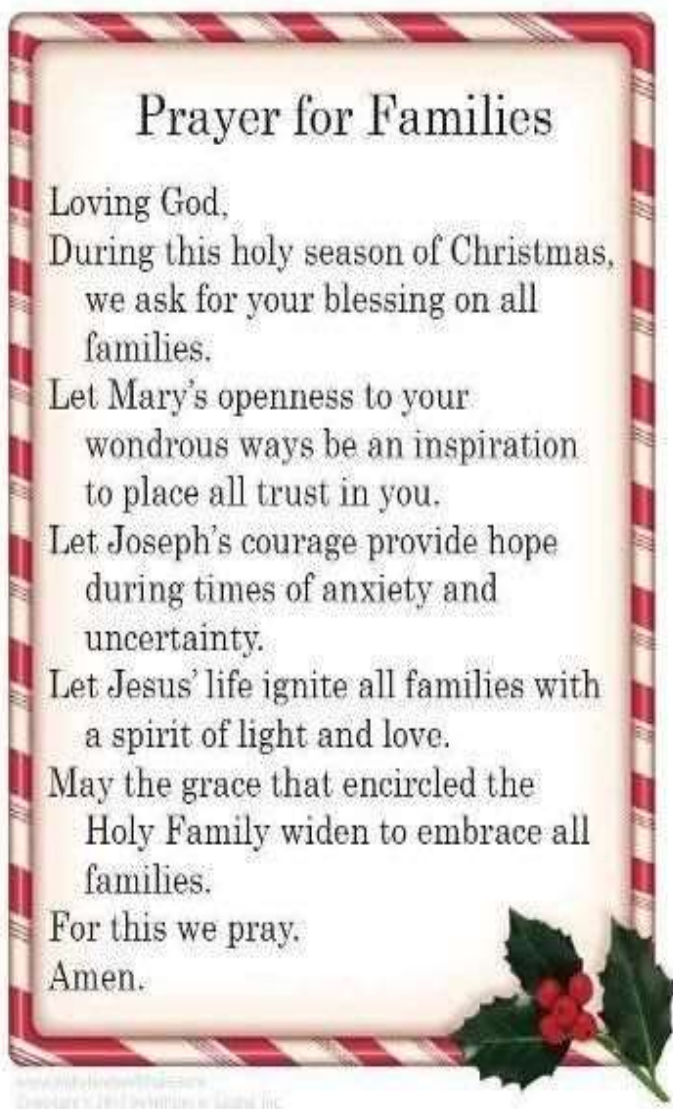 Prayer for Families
Loving God,
During this holy season of Christmas,
we ask for your blessing on all
families.
Let Mary's openness to your
wondrous ways be an inspiration
to place all trust in you.
Let Joseph's courage provide hope
during times of anxiety and
uncertainty.
Let Jesus' life ignite all families with
a spirit of light and love.
May the grace that encircled the
Holy Family widen to embrace all
families.
For this we pray.
Amen.